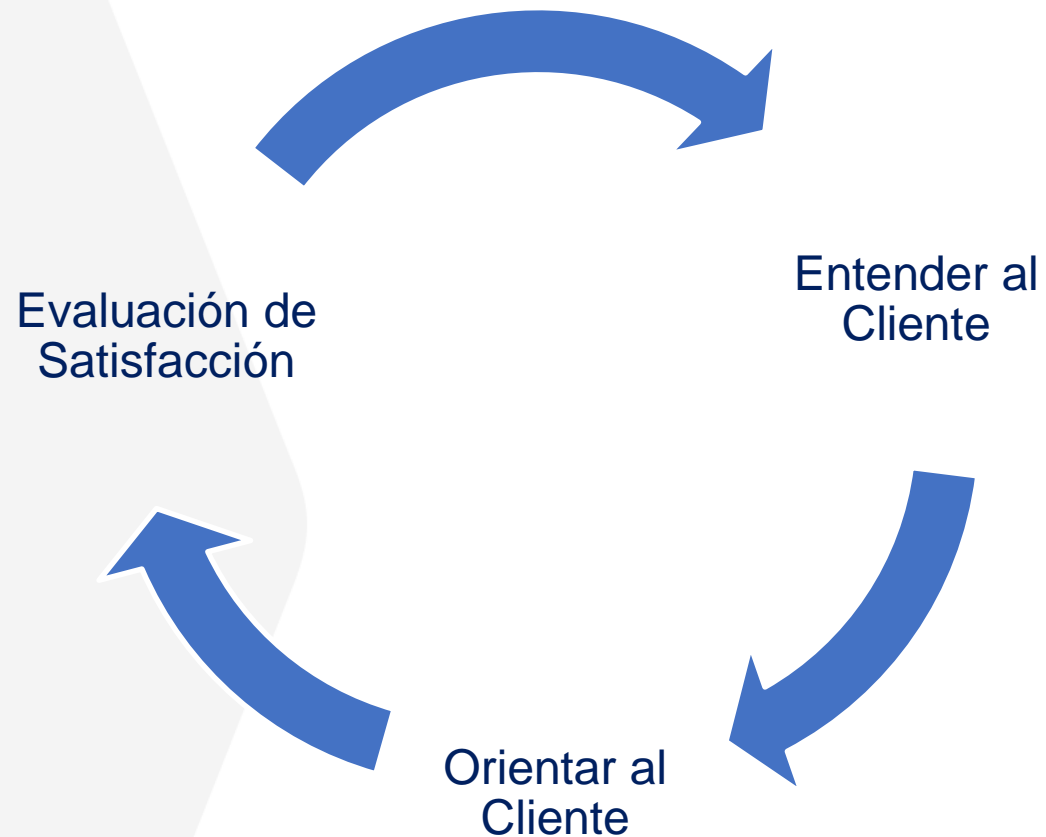 Entender al
Cliente
Evaluación de
Satisfacción
Orientar al
Cliente